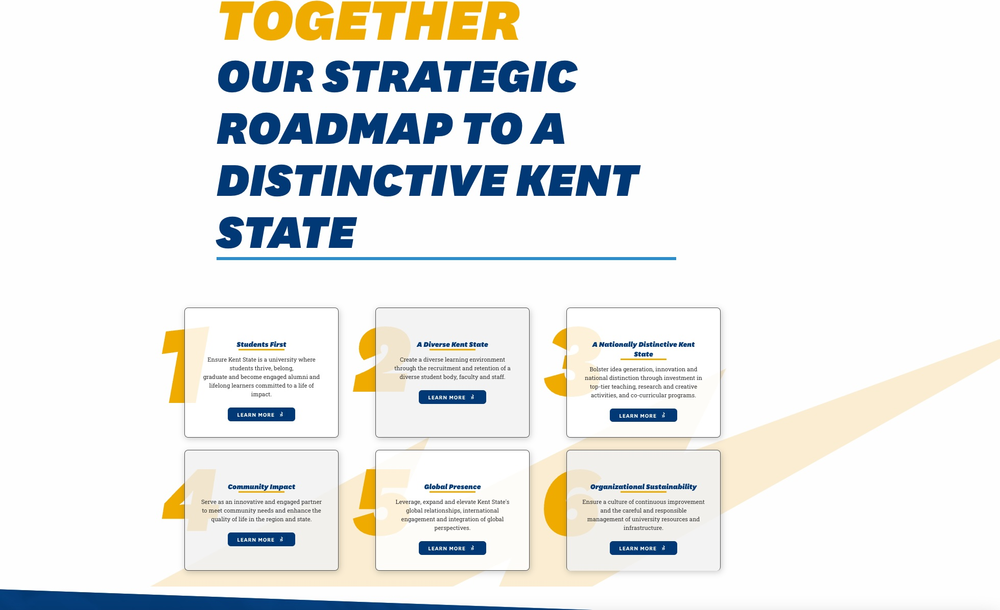 TOGETHER
OUR STRATEGIC
ROADMAP TO A
DISTINCTIVE KENT
STATE
1
Students First
Ensure Kent State is a university where
students thrive, belong,
graduate and become engaged alumni and
lifelong learners committed to a life of
impact.
LEARN MORE
2
A Diverse Kent State
Create a diverse learning environment
through the recruitment and retention of a
diverse student body, faculty and staff.
LEARN MORE
3
A Nationally Distinctive Kent
State
Bolster idea generation, innovation and
national distinction through investment in
top-tier teaching, research and creative
activities, and co-curricular programs.
LEARN MORE
4
Community Impact
Serve as an innovative and engaged partner
to meet community needs and enhance the
quality of life in the region and state.
LEARN MORE
5
Global Presence
Leverage, expand and elevate Kent State's
global relationships, international
engagement and integration of global
perspectives.
LEARN MORE
6
Organizational Sustainability
Ensure a culture of continuous improvement
and the careful and responsible
management of university resources and
infrastructure.
LEARN MORE